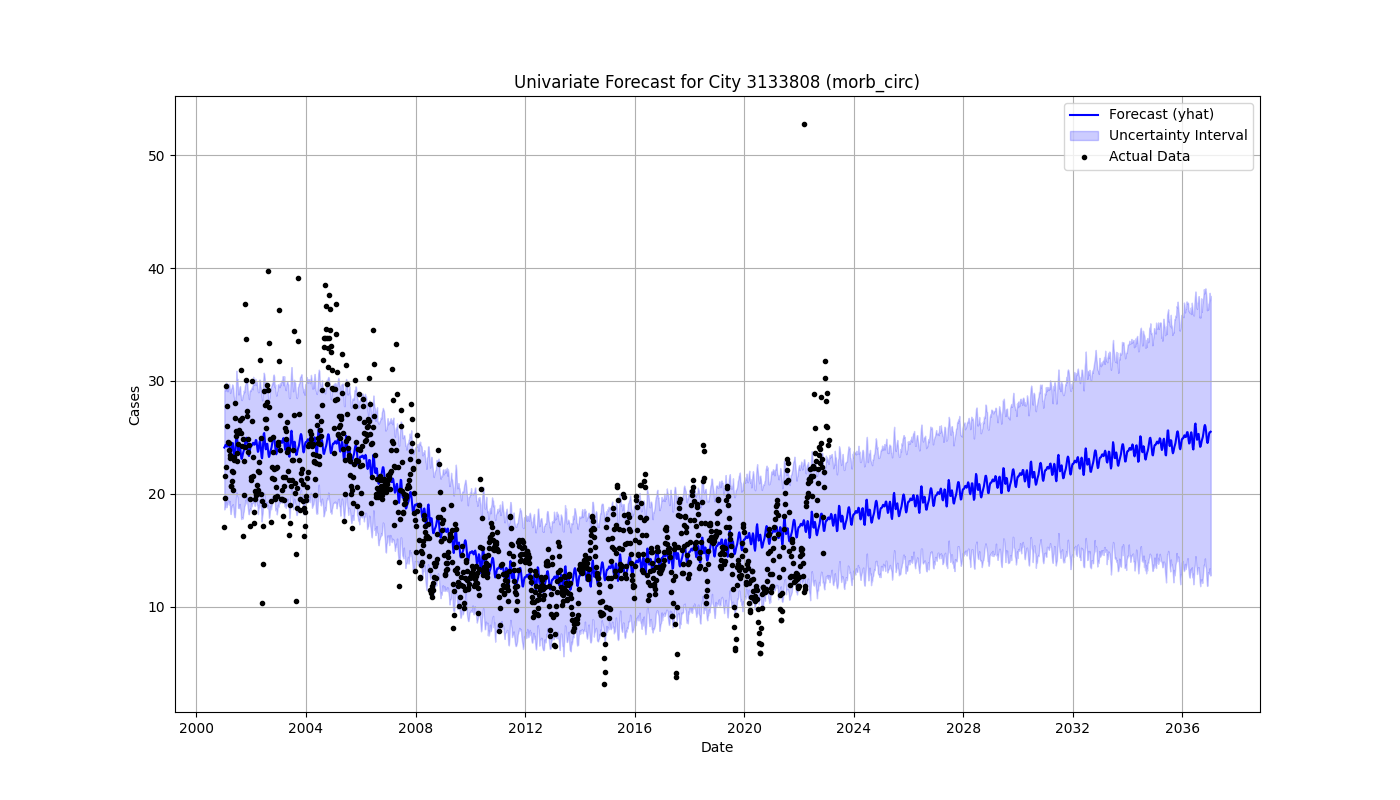 Univariate Forecast for City 3133808 (morb_circ)
Forecast (yhat)
Uncertainty Interval
Actual Data
Cases
50
40
30
20
10
2000 2004 2008 2012 2016 2020 2024 2028 2032 2036
Date